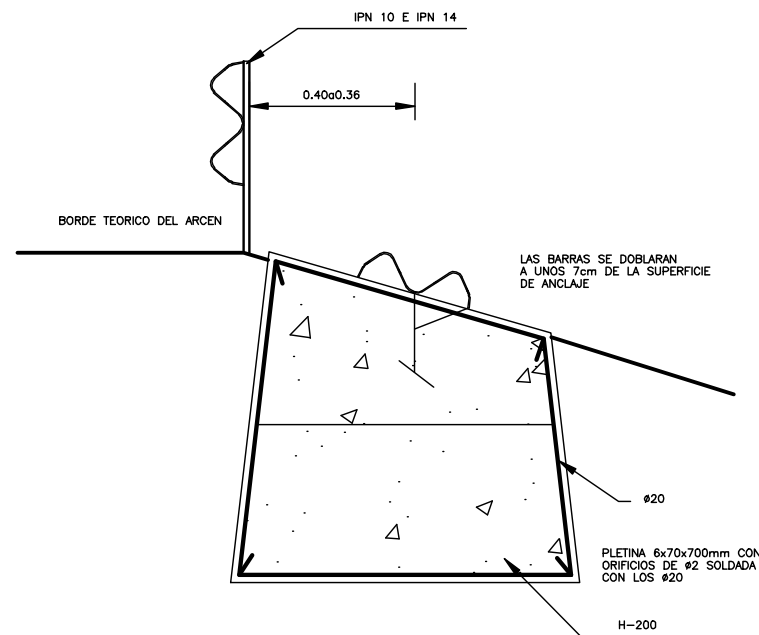 IPN 10 E IPN 14
0.40a0.36
BORDE TEORICO DEL ARCEN
LAS BARRAS SE DOBLARAN
A UNOS 7cm DE LA SUPERFICIE
DE ANCLAJE
ø20
PLETINA 6x70x700mm CON
ORIFICIOS DE ø2 SOLDADA
CON LOS ø20
H-200